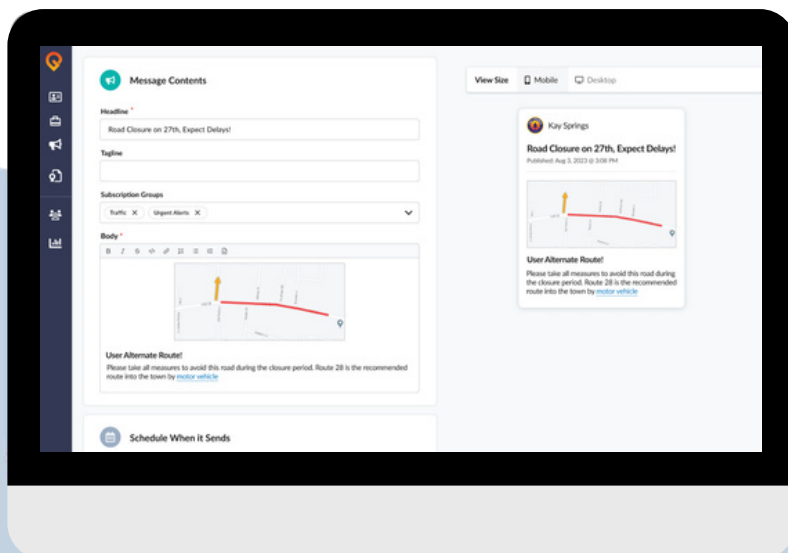 Message Contents
Headline *
Road Closure on 27th, Expect Delays!
Tagline
Subscription Groups
Traffic X Urgent Alerts X
Body *
B I S
User Alternate Route!
Please take all measures to avoid this road during the closure period. Route 28 is the recommended
route into the town by motor vehicle
Schedule When it Sends
View Size Mobile Desktop
Kay Springs
Road Closure on 27th, Expect Delays!
Published: Aug 3, 2023 @ 3:08 PM
User Alternate Route!
Please take all measures to avoid this road during
the closure period. Route 28 is the recommended
route into the town by motor vehicle